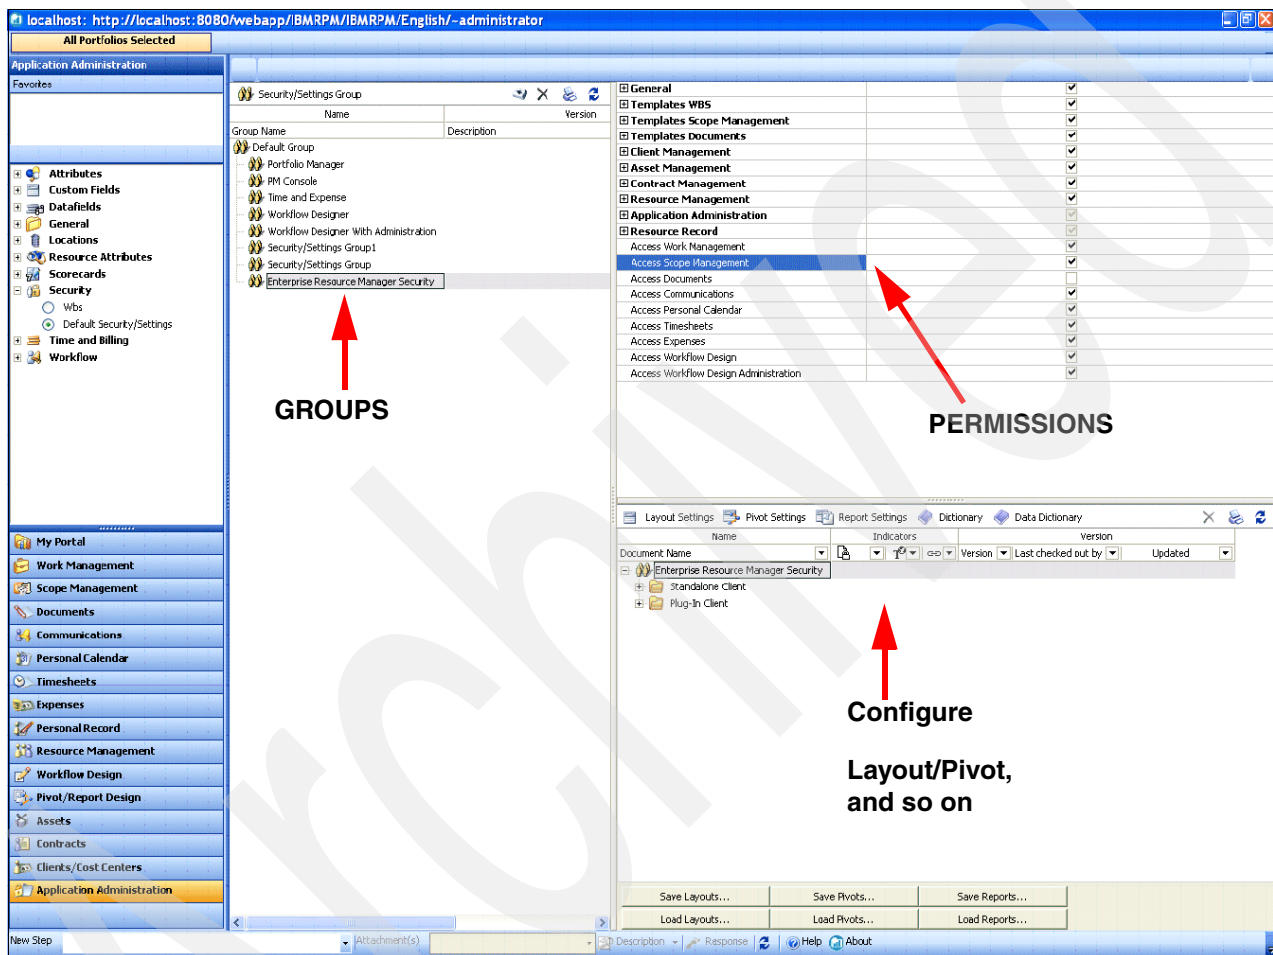 localhost: http://localhost:8080/webapp/IBMRPM/IBMRPM/English/~administrator
All Portfolios Selected
Application Administration
Favorites
Attributes
Custom Fields
Datafields
General
Locations
Resource Attributes
Scorecards
Security
Wbs
Default Security/Settings
Time and Billing
Workflow
My Portal
Work Management
Scope Management
Documents
Communications
Personal Calendar
Timesheets
Expenses
Personal Record
Resource Management
Workflow Design
Pivot/Report Design
Assets
Contracts
Clients/Cost Centers
Application Administration
Security/Settings Group
Name Version
Group Name Description
Default Group
Portfolio Manager
PM Console
Time and Expense
Workflow Designer
Workflow Designer With Administration
Security/Settings Group1
Security/Settings Group
Enterprise Resource Manager Security
GROUPS
General
Templates WBS
Templates Scope Management
Templates Documents
Client Management
Asset Management
Contract Management
Resource Management
Application Administration
Resource Record
Access Work Management
Access Scope Management
Access Documents
Access Communications
Access Personal Calendar
Access Timesheets
Access Expenses
Access Workflow Design
Access Workflow Design Administration
PERMISSIONS
Layout Settings Pivot Settings Report Settings Dictionary Data Dictionary
Name Indicators Version
Document Name Version Last checked out by Updated
Enterprise Resource Manager Security
Standalone Client
Plug-In Client
Configure
Layout/Pivot,
and so on
Save Layouts... Save Pivots... Save Reports...
Load Layouts... Load Pivots... Load Reports...
New Step Attachment(s) Description Response Help About
Archived